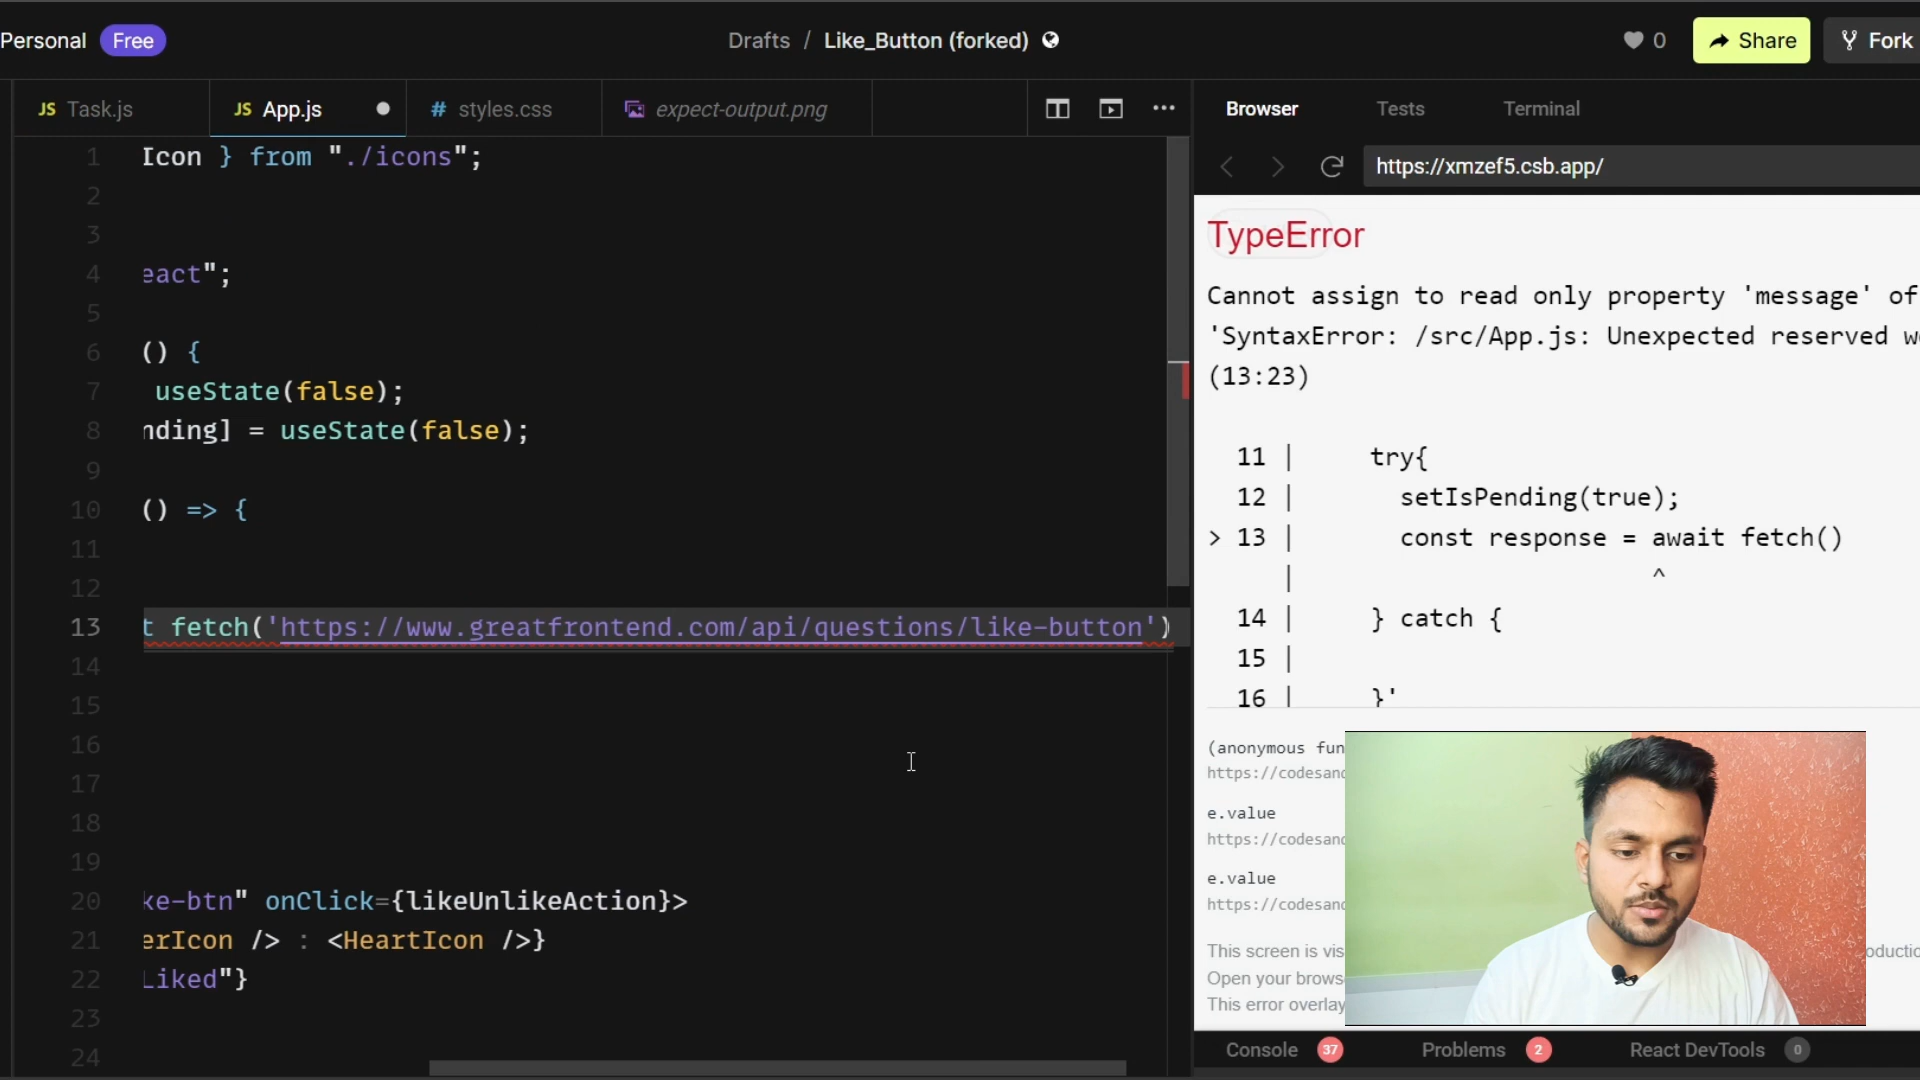 Personal Free
Drafts / Like_Button (forked)
0 Share Fork
JS Task.js JS App.js # styles.css expect-output.png
Browser Tests Terminal
https://xmzef5.csb.app/
1 Icon } from "./icons";
2
3
4 eact";
5
6 () {
7 useState(false);
8 nding] = useState(false);
9
10 () => {
11
12
13 t fetch('https://www.greatfrontend.com/api/questions/like-button')
14
15
16
17
18
19
20 ke-btn" onClick={likeUnlikeAction}>
21 erIcon /> : <HeartIcon />}
22 Liked"}
23
24
TypeError
Cannot assign to read only property 'message' of
'SyntaxError: /src/App.js: Unexpected reserved w
(13:23)
11 | try{
12 | setIsPending(true);
> 13 | const response = await fetch()
| ^
14 | } catch {
15 |
16 | }'
(anonymous fun
https://codesand
e.value
https://codesand
e.value
https://codesand
This screen is vis oductio
Open your brows
This error overlay
Console 37 Problems 2 React DevTools 0